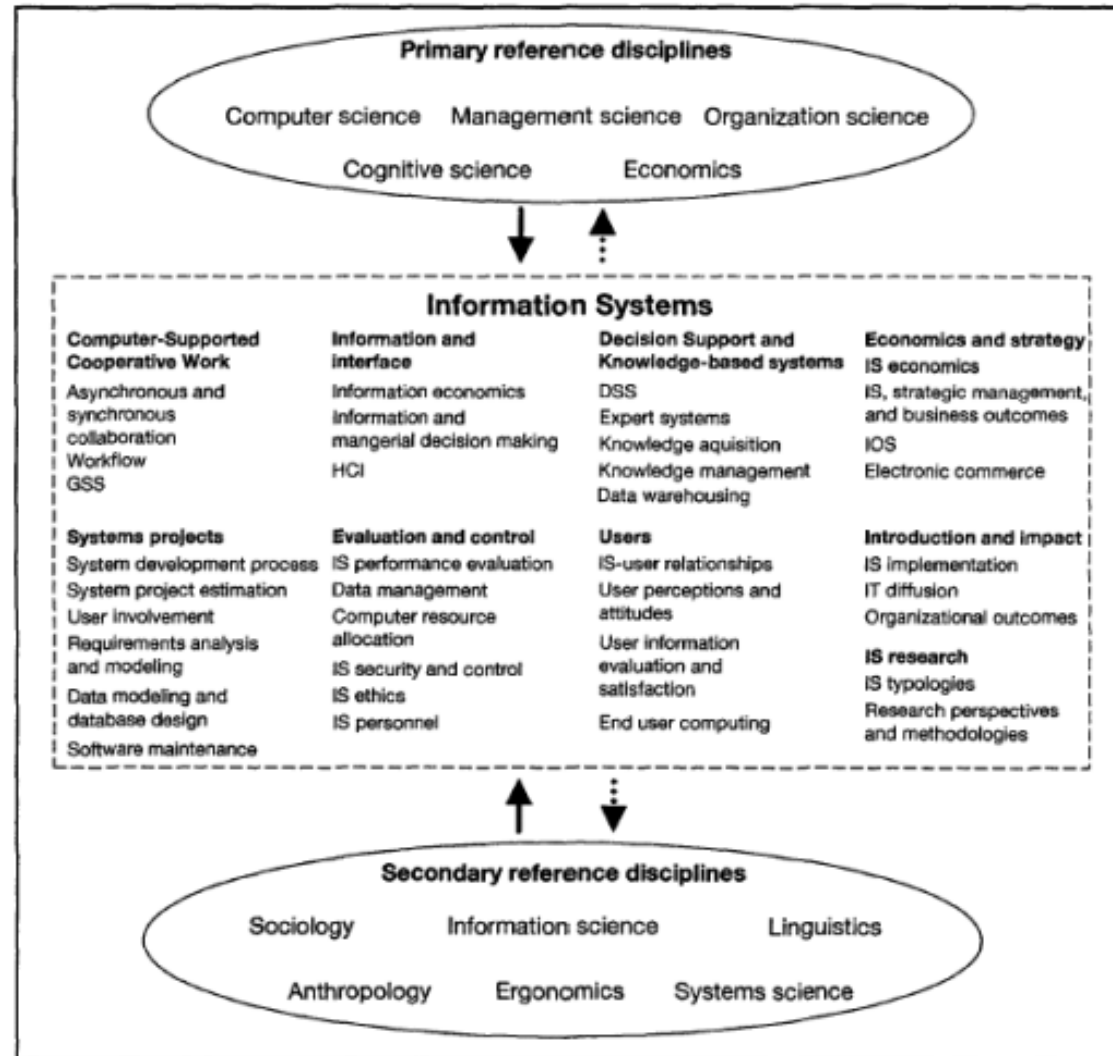 Primary reference disciplines
Computer science Management science Organization science
Cognitive science Economics
Information Systems
Computer-Supported
Cooperative Work
Asynchronous and
synchronous
collaboration
Workflow
GSS
Information and
interface
Information economics
Information and
mangerial decision making
HCI
Decision Support and
Knowledge-based systems
DSS
Expert systems
Knowledge aquisition
Knowledge management
Data warehousing
Economics and strategy
IS economics
IS, strategic management,
and business outcomes
IOS
Electronic commerce
Systems projects
System development process
System project estimation
User involvement
Requirements analysis
and modeling
Data modeling and
database design
Software maintenance
Evaluation and control
IS performance evaluation
Data management
Computer resource
allocation
IS security and control
IS ethics
IS personnel
Users
IS-user relationships
User perceptions and
attitudes
User information
evaluation and
satisfaction
End user computing
Introduction and impact
IS implementation
IT diffusion
Organizational outcomes
IS research
IS typologies
Research perspectives
and methodologies
Secondary reference disciplines
Sociology Information science Linguistics
Anthropology Ergonomics Systems science